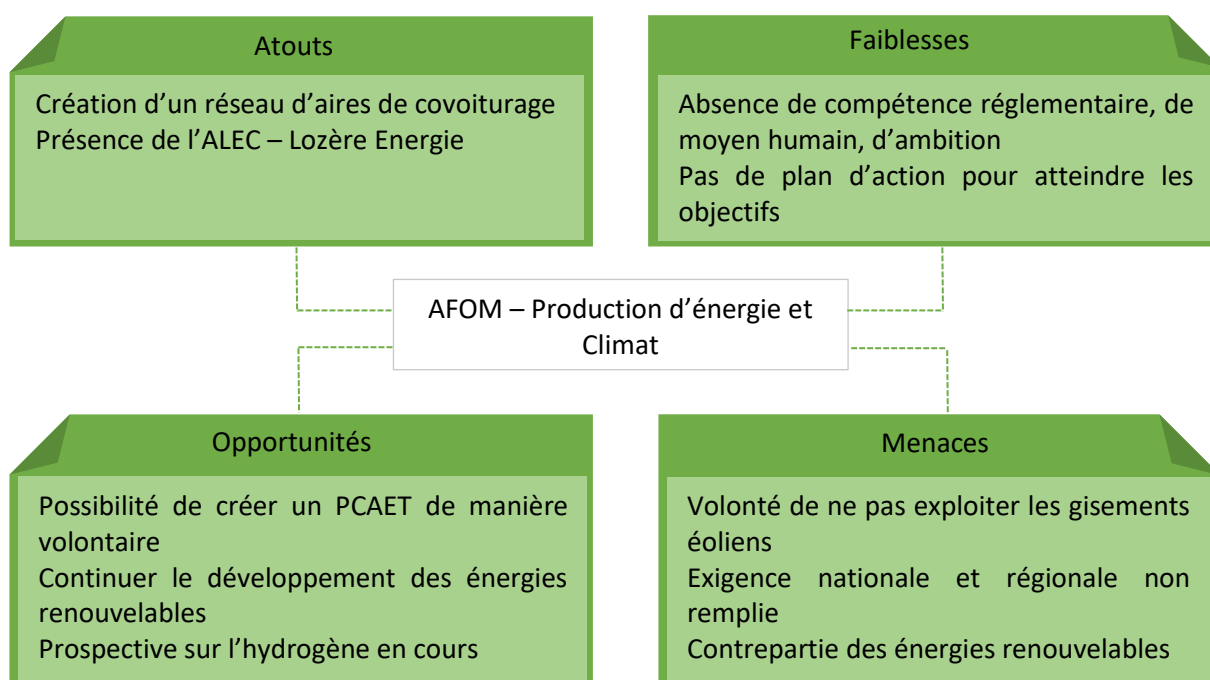 Atouts
Création d’un réseau d’aires de covoiturage
Présence de l’ALEC – Lozère Energie
Faiblesses
Absence de compétence réglementaire, de
moyen humain, d’ambition
Pas de plan d’action pour atteindre les
objectifs
AFOM – Production d’énergie et
Climat
Opportunités
Possibilité de créer un PCAET de manière
volontaire
Continuer le développement des énergies
renouvelables
Prospective sur l’hydrogène en cours
Menaces
Volonté de ne pas exploiter les gisements
éoliens
Exigence nationale et régionale non
remplie
Contrepartie des énergies renouvelables